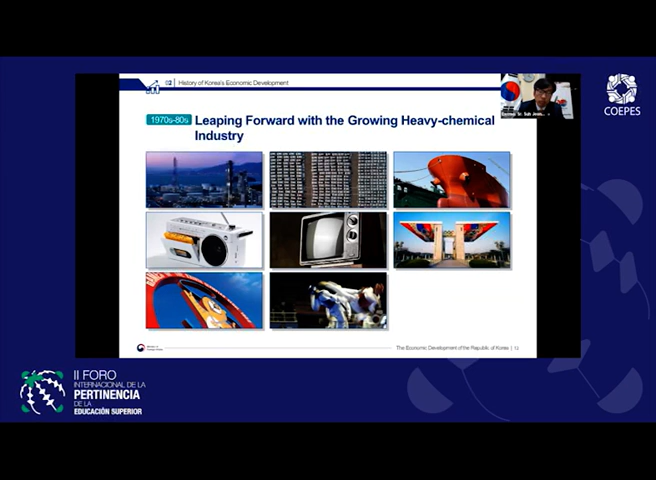 02 | History of Korea's Economic Development
1970s-80s
Leaping Forward with the Growing Heavy-chemical
Industry
The Economic Development of the Republic of Korea | 13
COEPES
II FORO
INTERNACIONAL DE LA
PERTINENCIA
DE LA
EDUCACIÓN SUPERIOR